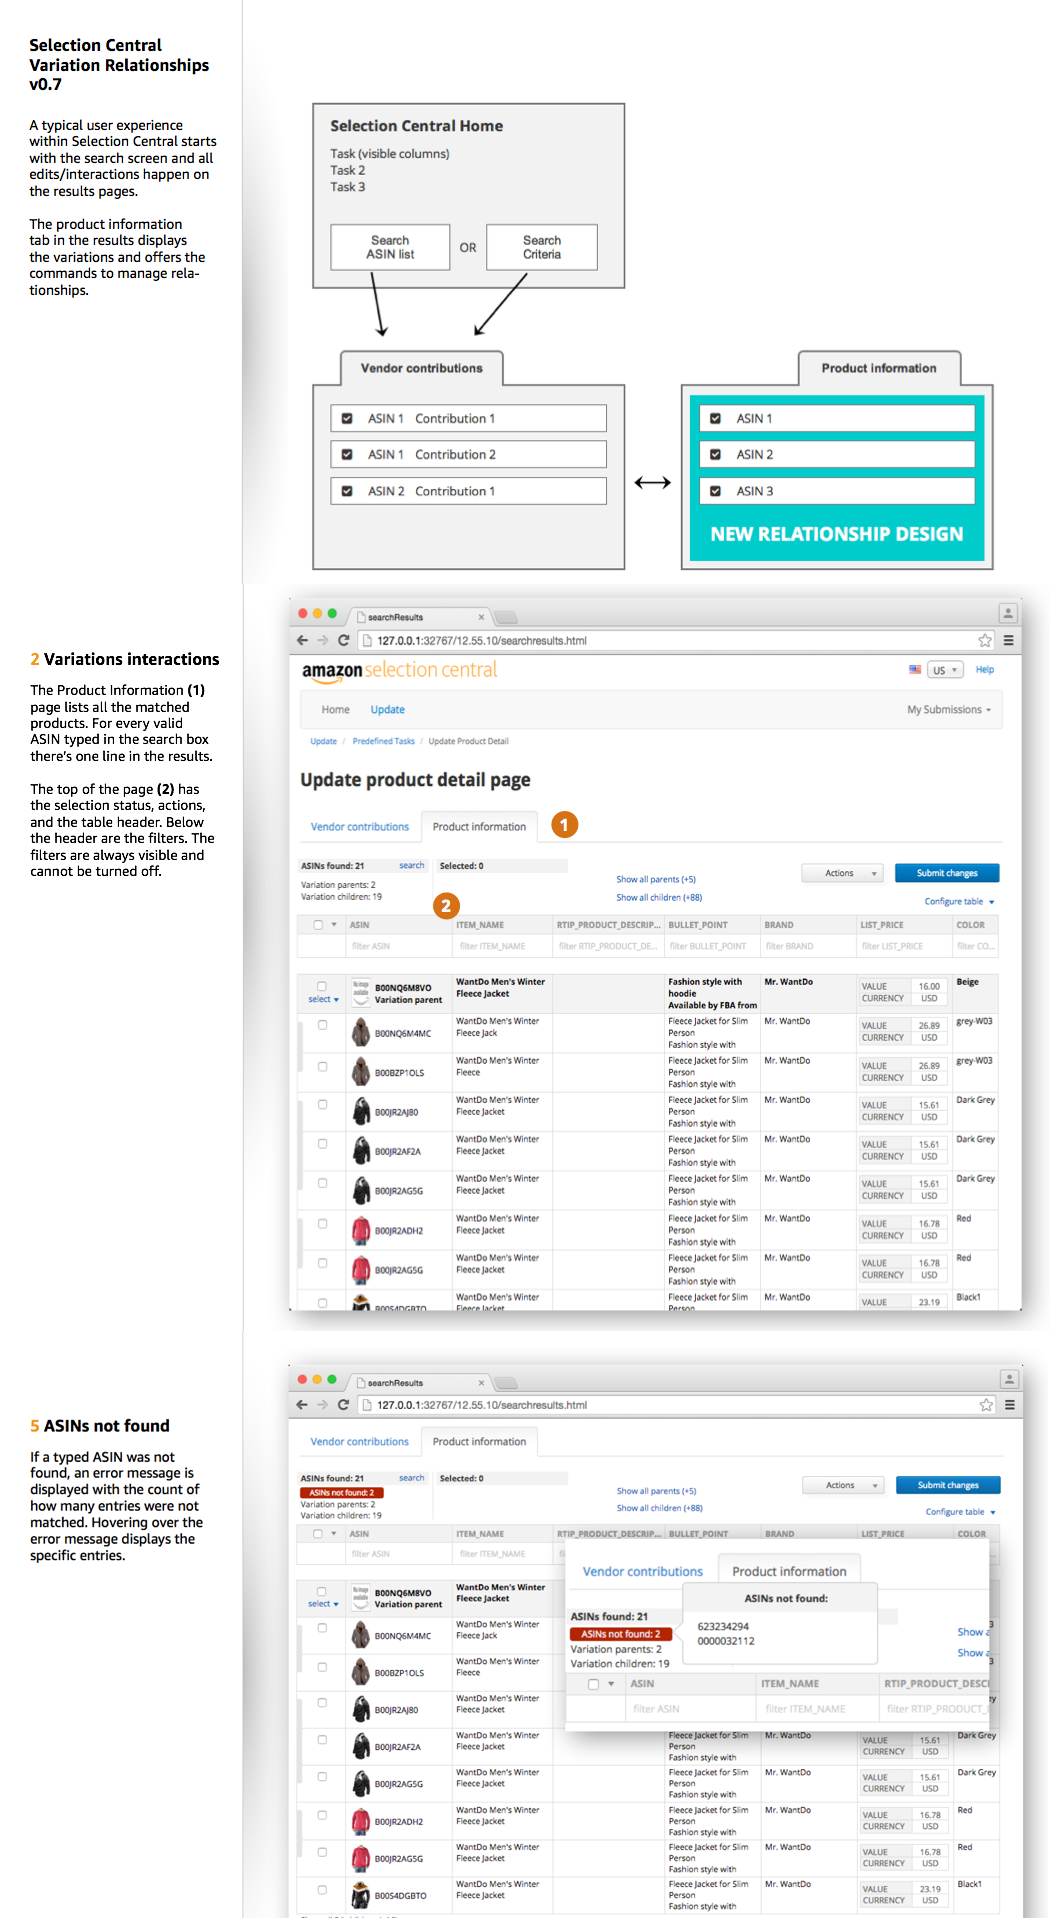 Selection Central
Variation Relationships
v0.7
A typical user experience
within Selection Central starts
with the search screen and all
edits/interactions happen on
the results pages.
The product information
tab in the results displays
the variations and offers the
commands to manage rela-
tionships.
Selection Central Home
Task (visible columns)
Task 2
Task 3
Search
ASIN list
OR
Search
Criteria
Vendor contributions
ASIN 1 Contribution 1
ASIN 1 Contribution 2
ASIN 2 Contribution 1
Product information
ASIN 1
ASIN 2
ASIN 3
NEW RELATIONSHIP DESIGN
2 Variations interactions
The Product Information (1)
page lists all the matched
products. For every valid
ASIN typed in the search box
there's one line in the results.
The top of the page (2) has
the selection status, actions,
and the table header. Below
the header are the filters. The
filters are always visible and
cannot be turned off.
searchResults
127.0.0.1:32767/12.55.10/searchresults.html
amazon selection central
US
Help
Home Update My Submissions
Update / Predefined Tasks / Update Product Detail
Update product detail page
Vendor contributions Product information 1
ASINs found: 21 search Selected: 0
Variation parents: 2
Variation children: 19
2
Show all parents (+5)
Show all children (+88)
Actions Submit changes
Configure table
ASIN ITEM_NAME RTIP_PRODUCT_DESCRIP... BULLET_POINT BRAND LIST_PRICE COLOR
filter ASIN filter ITEM_NAME filter RTIP_PRODUCT_DE... filter BULLET_POINT filter BRAND filter LIST_PRICE filter CO...
select No image available B00NQ6M8VO Variation parent WantDo Men's Winter Fleece Jacket Fashion style with hoodie Available by FBA from Mr. WantDo VALUE 16.00 CURRENCY USD Beige
B00NQ6M4MC WantDo Men's Winter Fleece Jack Fleece Jacket for Slim Person Fashion style with Mr. WantDo VALUE 26.89 CURRENCY USD grey-W03
B00BZP1OLS WantDo Men's Winter Fleece Fleece Jacket for Slim Person Fashion style with Mr. WantDo VALUE 26.89 CURRENCY USD grey-W03
B00JR2AJ80 WantDo Men's Winter Fleece Jacket Fleece Jacket for Slim Person Fashion style with Mr. WantDo VALUE 15.61 CURRENCY USD Dark Grey
B00JR2AF2A WantDo Men's Winter Fleece Jacket Fleece Jacket for Slim Person Fashion style with Mr. WantDo VALUE 15.61 CURRENCY USD Dark Grey
B00JR2AG5G WantDo Men's Winter Fleece Jacket Fleece Jacket for Slim Person Fashion style with Mr. WantDo VALUE 15.61 CURRENCY USD Dark Grey
B00JR2ADH2 WantDo Men's Winter Fleece Jacket Fleece Jacket for Slim Person Fashion style with Mr. WantDo VALUE 16.78 CURRENCY USD Red
B00JR2AG5G WantDo Men's Winter Fleece Jacket Fleece Jacket for Slim Person Fashion style with Mr. WantDo VALUE 16.78 CURRENCY USD Red
B00S4DGBTO WantDo Men's Winter Fleece Jacket Fleece Jacket for Slim Person Mr. WantDo VALUE 23.19 Black1
5 ASINs not found
If a typed ASIN was not
found, an error message is
displayed with the count of
how many entries were not
matched. Hovering over the
error message displays the
specific entries.
searchResults
127.0.0.1:32767/12.55.10/searchresults.html
Vendor contributions Product information
ASINs found: 21 search Selected: 0
ASINs not found: 2
Variation parents: 2
Variation children: 19
Show all parents (+5)
Show all children (+88)
Actions Submit changes
Configure table
ASIN ITEM_NAME RTIP_PRODUCT_DESCRIP... BULLET_POINT BRAND LIST_PRICE COLOR
filter ASIN filter ITEM_NAME
Vendor contributions Product information
ASINs not found:
623234294
0000032112
ASINs found: 21
ASINs not found: 2
Variation parents: 2
Variation children: 19
Show a
Show a
ASIN ITEM_NAME RTIP_PRODUCT_DESCI
filter ASIN filter ITEM_NAME filter RTIP_PRODUCT_
select No image available B00NQ6M8VO Variation parent WantDo Men's Winter Fleece Jacket
B00NQ6M4MC WantDo Men's Winter Fleece Jack 3
B00BZP1OLS WantDo Men's Winter Fleece 3
B00JR2AJ80 WantDo Men's Winter Fleece Jacket ey
B00JR2AF2A WantDo Men's Winter Fleece Jacket Fleece Jacket for Slim Person Fashion style with Mr. WantDo VALUE 15.61 CURRENCY USD Dark Grey
B00JR2AG5G WantDo Men's Winter Fleece Jacket Fleece Jacket for Slim Person Fashion style with Mr. WantDo VALUE 15.61 CURRENCY USD Dark Grey
B00JR2ADH2 WantDo Men's Winter Fleece Jacket Fleece Jacket for Slim Person Fashion style with Mr. WantDo VALUE 16.78 CURRENCY USD Red
B00JR2AG5G WantDo Men's Winter Fleece Jacket Fleece Jacket for Slim Person Fashion style with Mr. WantDo VALUE 16.78 CURRENCY USD Red
B00S4DGBTO WantDo Men's Winter Fleece Jacket Fleece Jacket for Slim Person Fashion style with Mr. WantDo VALUE 23.19 CURRENCY USD Black1